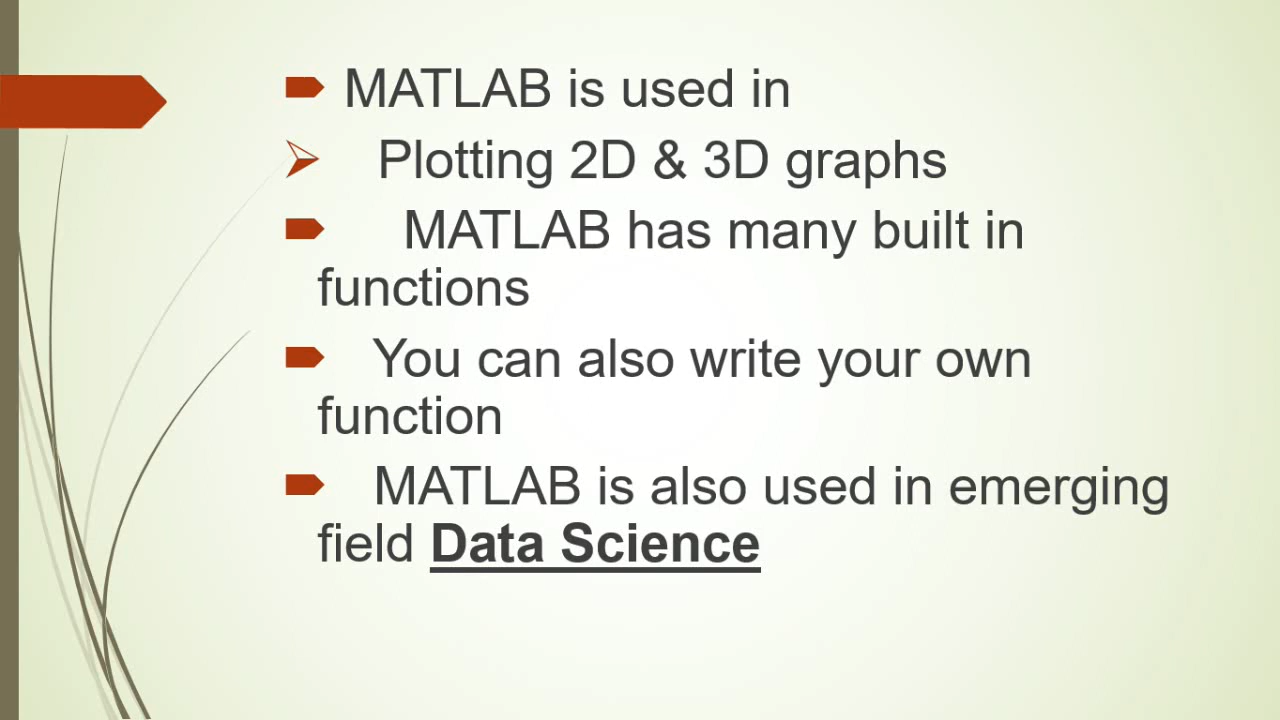 MATLAB is used in
Plotting 2D & 3D graphs
MATLAB has many built in
functions
You can also write your own
function
MATLAB is also used in emerging
field Data Science